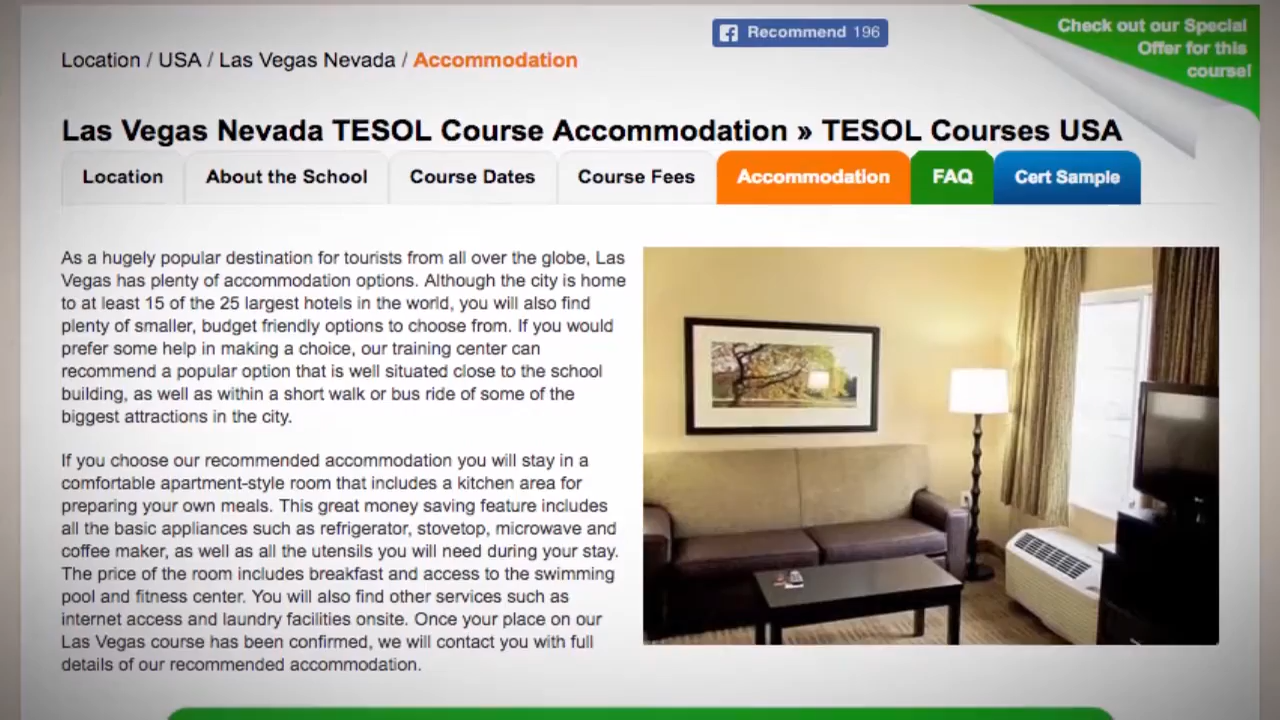 Recommend 196
Check out our Special
Offer for this
course!
Location / USA / Las Vegas Nevada / Accommodation
Las Vegas Nevada TESOL Course Accommodation » TESOL Courses USA
Location About the School Course Dates Course Fees Accommodation FAQ Cert Sample
As a hugely popular destination for tourists from all over the globe, Las
Vegas has plenty of accommodation options. Although the city is home
to at least 15 of the 25 largest hotels in the world, you will also find
plenty of smaller, budget friendly options to choose from. If you would
prefer some help in making a choice, our training center can
recommend a popular option that is well situated close to the school
building, as well as within a short walk or bus ride of some of the
biggest attractions in the city.
If you choose our recommended accommodation you will stay in a
comfortable apartment-style room that includes a kitchen area for
preparing your own meals. This great money saving feature includes
all the basic appliances such as refrigerator, stovetop, microwave and
coffee maker, as well as all the utensils you will need during your stay.
The price of the room includes breakfast and access to the swimming
pool and fitness center. You will also find other services such as
internet access and laundry facilities onsite. Once your place on our
Las Vegas course has been confirmed, we will contact you with full
details of our recommended accommodation.